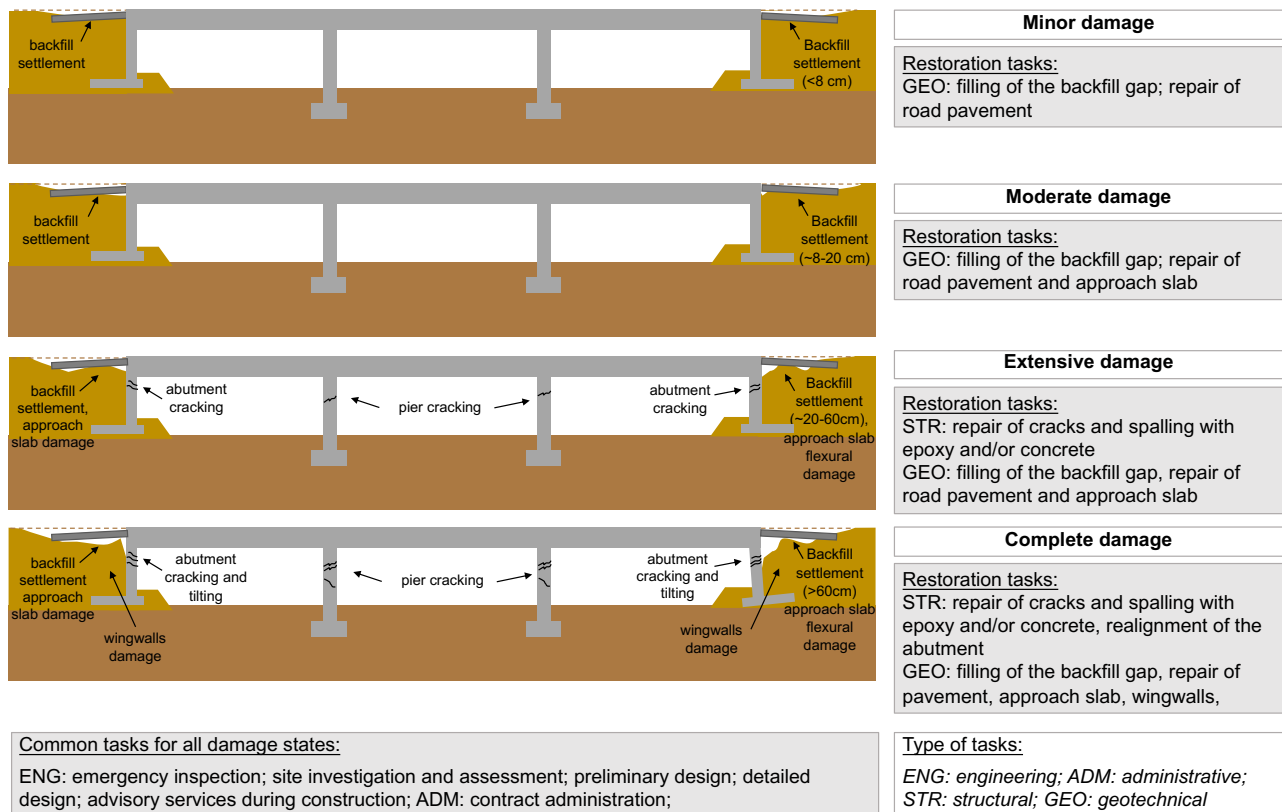 backfill
settlement
Backfill
settlement
(<8 cm)
Minor damage
Restoration tasks:
GEO: filling of the backfill gap; repair of
road pavement
backfill
settlement
Backfill
settlement
(~8-20 cm)
Moderate damage
Restoration tasks:
GEO: filling of the backfill gap; repair of
road pavement and approach slab
backfill
settlement,
approach
slab damage
abutment
cracking
pier cracking
abutment
cracking
Backfill
settlement
(~20-60cm),
approach slab
flexural
damage
Extensive damage
Restoration tasks:
STR: repair of cracks and spalling with
epoxy and/or concrete
GEO: filling of the backfill gap, repair of
road pavement and approach slab
backfill
settlement
approach
slab damage
wingwalls
damage
abutment
cracking and
tilting
pier cracking
abutment
cracking and
tilting
wingwalls
damage
Backfill
settlement
(>60cm)
approach slab
flexural
damage
Complete damage
Restoration tasks:
STR: repair of cracks and spalling with
epoxy and/or concrete, realignment of the
abutment
GEO: filling of the backfill gap, repair of
pavement, approach slab, wingwalls,
Common tasks for all damage states:
ENG: emergency inspection; site investigation and assessment; preliminary design; detailed
design; advisory services during construction; ADM: contract administration;
Type of tasks:
ENG: engineering; ADM: administrative;
STR: structural; GEO: geotechnical